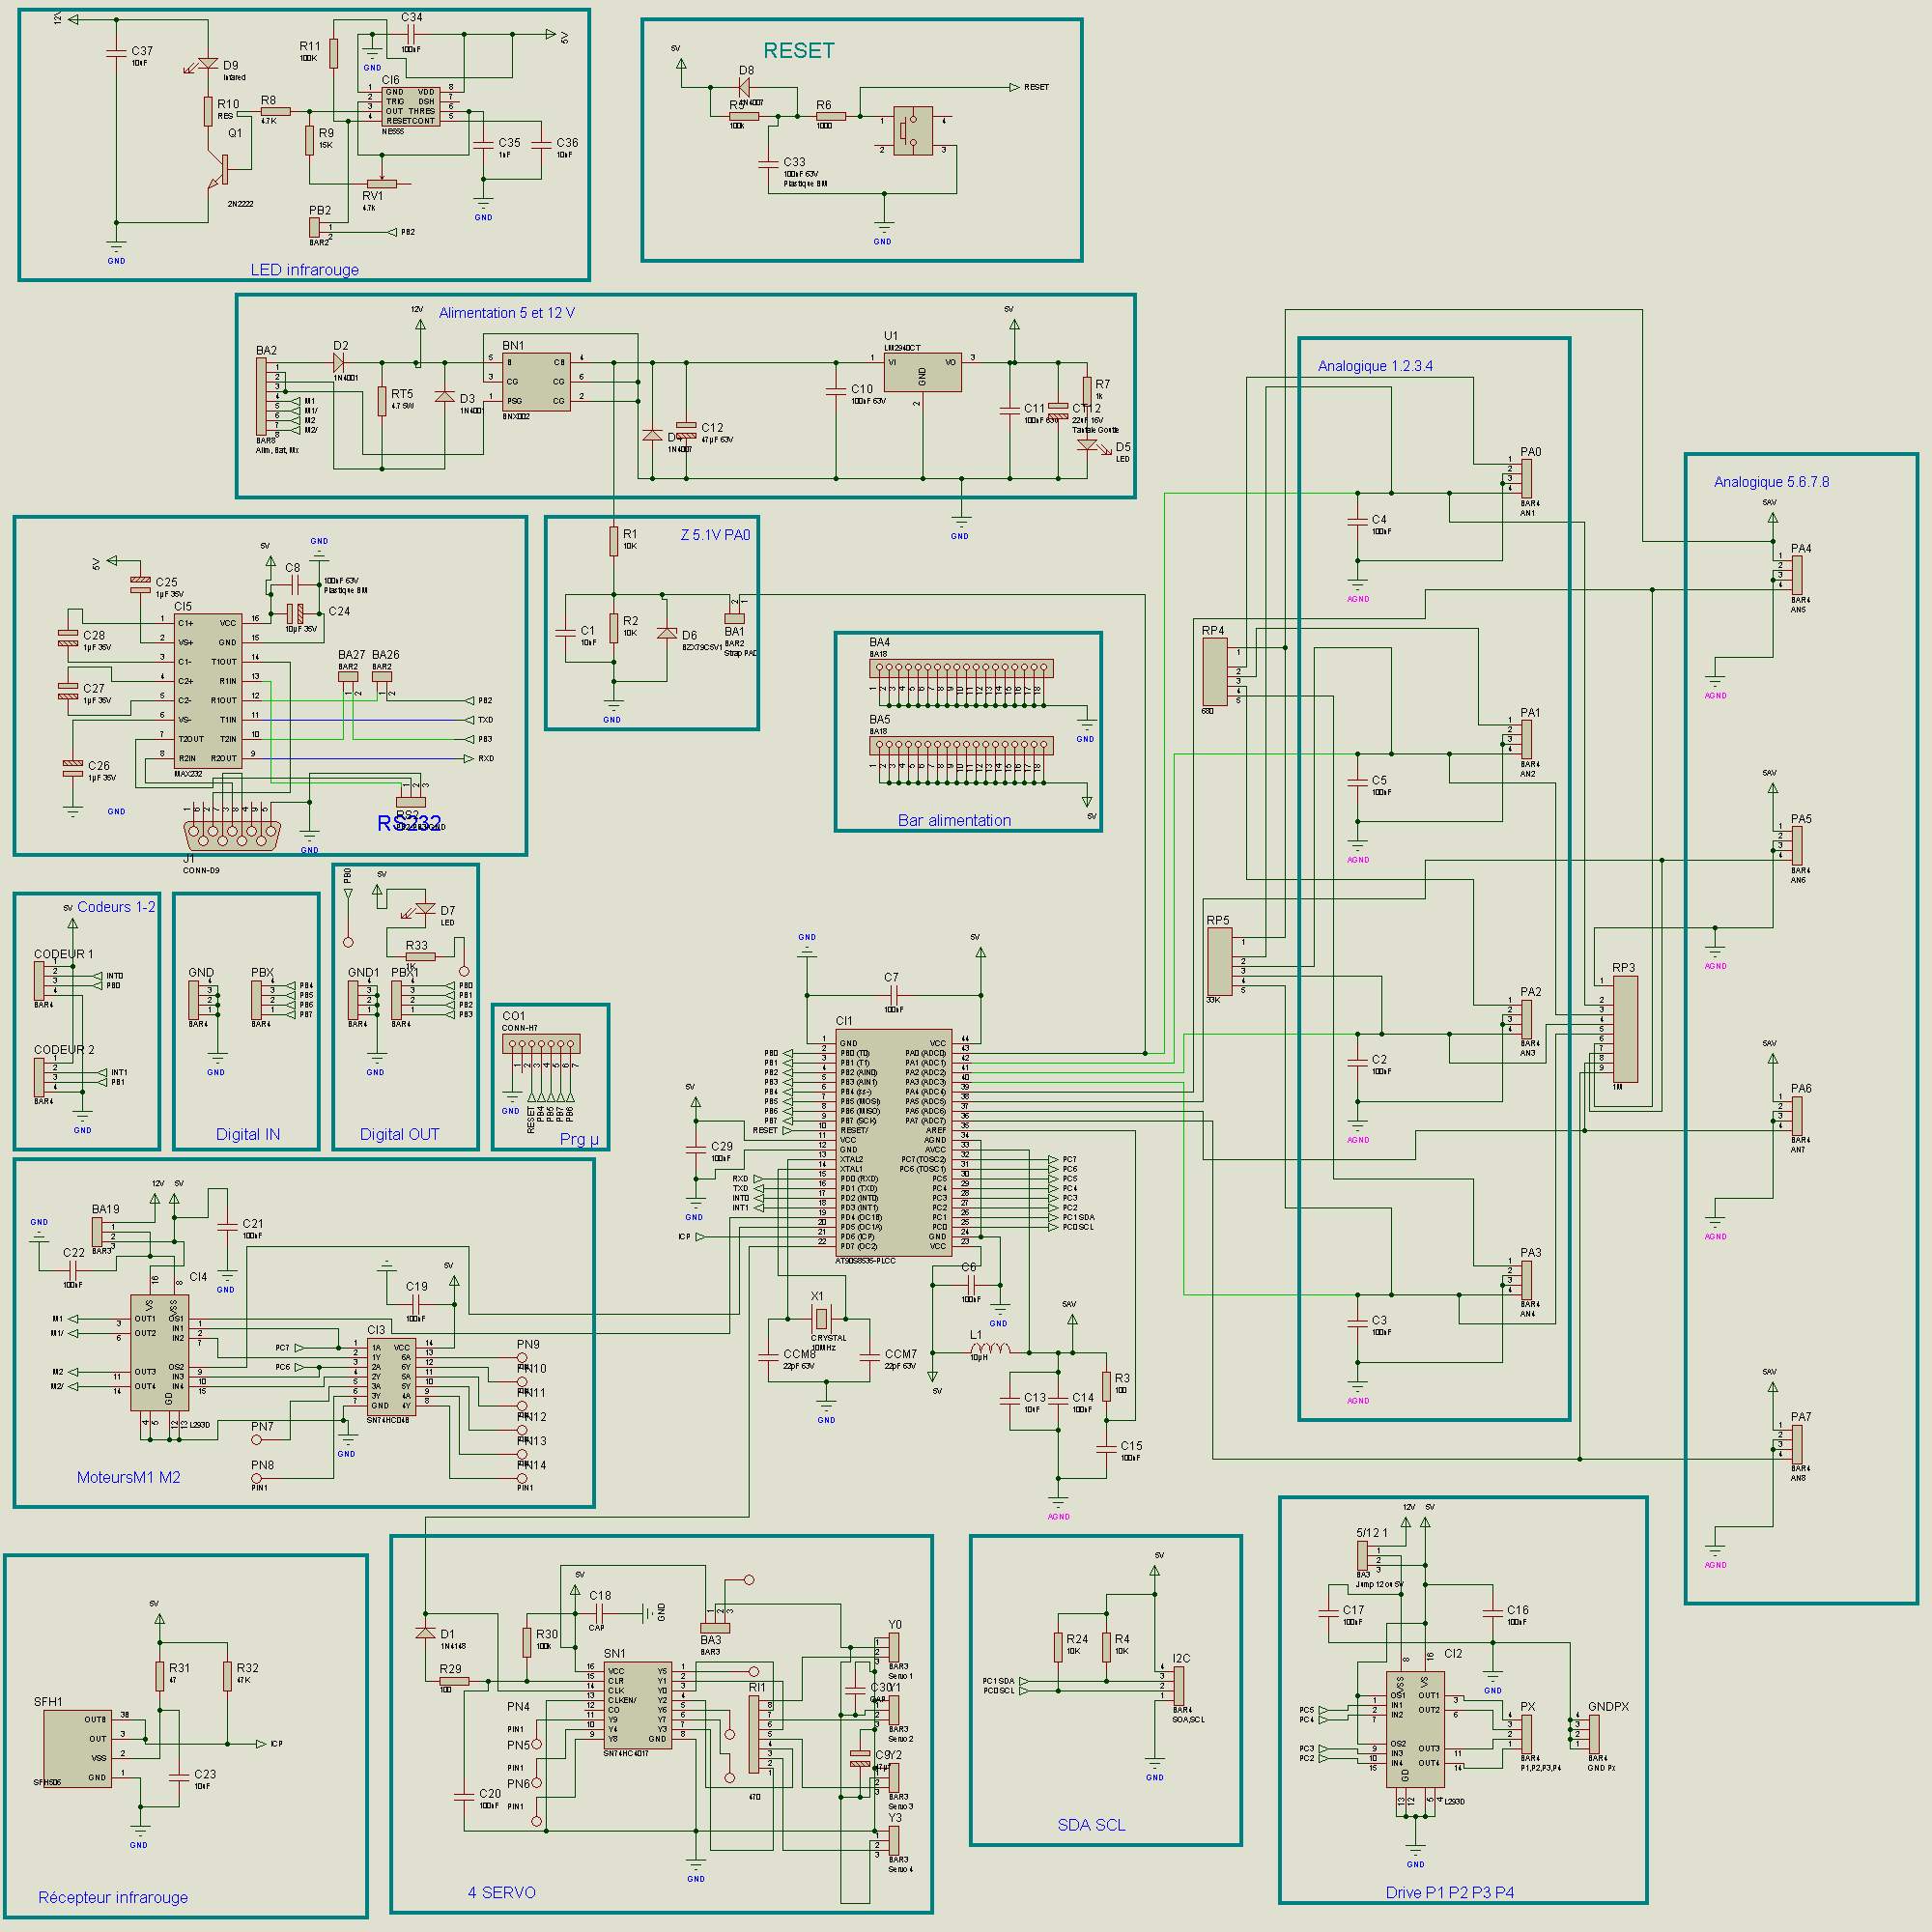 12V
C37
10nF
D9
Infared
R10
RES
Q1
2N2222
R8
4.7K
R9
15K
R11
100K
C34
100nF
5V
GND
CI6
GND VDD
TRIG DSH
OUT THRES
RESET CONT
NE555
C35
1nF
C36
10nF
RV1
4.7k
PB2
BAR2
PB2
GND
GND
LED infrarouge
RESET
5V
D8
1N4007
R5
100k
R6
1000
RESET
C33
100nF 63V
Plastique BM
GND
Alimentation 5 et 12 V
12V
BA2
BAR8
Alim, Bat, Mx
M1
M1/
M2
M2/
D2
1N4001
RT5
4.7 5W
D3
1N4001
BN1
B CB
CG CG
PSG CG
BNX002
1N4007
C12
47µF 63V
C10
100nF 63V
U1
LM2940CT
VI VO
GND
5V
C11
100nF 63V
CT12
22µF 16V
Tantale Goutte
R7
1k
D5
LED
GND
Z 5.1V PA0
R1
10K
R2
10K
C1
10nF
D6
BZX79C5V1
BA1
BAR2
Strap PA0
GND
5V
C25
1µF 35V
C28
1µF 35V
C27
1µF 35V
C26
1µF 35V
CI5
C1+ VCC
VS+ GND
C1- T1OUT
C2+ R1IN
C2- R1OUT
VS- T1IN
T2OUT T2IN
R2IN R2OUT
MAX232
5V
GND
C8
100nF 63V
Plastique BM
C24
10µF 35V
BA27
BAR2
BA26
BAR2
PB2
TXD
PB3
RXD
GND
J1
CONN-D9
GND
RS232
BA4
BA18
BA5
BA18
GND
5V
Bar alimentation
Codeurs 1-2
5V
CODEUR 1
INT0
PB0
BAR4
CODEUR 2
INT1
PB1
BAR4
GND
GND
BAR4
GND
PBX
PB4
PB5
PB6
PB7
BAR4
Digital IN
PB0
5V
D7
LED
R33
1K
GND1
BAR4
GND
PBX1
PB0
PB1
PB2
PB3
BAR4
Digital OUT
CO1
CONN-H7
GND
RESET
PB4
PB5
PB7
PB6
Prg µ
GND
5V
C7
100nF
CI1
GND VCC
PB0 (T0) PA0 (ADC0)
PB1 (T1) PA1 (ADC1)
PB2 (AIN0) PA2 (ADC2)
PB3 (AIN1) PA3 (ADC3)
PB4 (SS-) PA4 (ADC4)
PB5 (MOSI) PA5 (ADC5)
PB6 (MISO) PA6 (ADC6)
PB7 (SCK) PA7 (ADC7)
RESET/ AREF
VCC AGND
GND AVCC
XTAL2 PC7 (TOSC2)
XTAL1 PC6 (TOSC1)
PD0 (RXD) PC5
PD1 (TXD) PC4
PD2 (INT0) PC3
PD3 (INT1) PC2
PD4 (OC1B) PC1
PD5 (OC1A) PC0
PD6 (ICP) GND
PD7 (OC2) VCC
AT90S8535-PLCC
PB0
PB1
PB2
PB3
PB4
PB5
PB6
PB7
RESET
RXD
TXD
INT0
INT1
ICP
PC7
PC6
PC5
PC4
PC3
PC2
PC1 SDA
PC0 SCL
5V
C29
100nF
GND
C6
100nF
GND
X1
CRYSTAL
10MHz
CCM8
22pF 63V
CCM7
22pF 63V
GND
L1
10µH
5V
5AV
C13
10nF
C14
100nF
R3
100
C15
100nF
AGND
Analogique 1.2.3.4
PA0
BAR4
AN1
C4
100nF
AGND
RP4
680
PA1
BAR4
AN2
C5
100nF
AGND
RP5
33K
PA2
BAR4
AN3
C2
100nF
AGND
RP3
1M
PA3
BAR4
AN4
C3
100nF
AGND
Analogique 5.6.7.8
5AV
PA4
BAR4
AN5
AGND
5AV
PA5
BAR4
AN6
AGND
5AV
PA6
BAR4
AN7
AGND
5AV
PA7
BAR4
AN8
AGND
12V 5V
BA19
BAR3
GND
C22
100nF
C21
100nF
GND
CI4
VS
VSS
OUT1 OS1
IN1
OUT2 IN2
OS2
OUT3 IN3
OUT4 IN4
GD
L293D
M1
M1/
M2
M2/
5V
C19
100nF
CI3
1A VCC
1Y 6A
2A 6Y
2Y 5A
3A 5Y
3Y 4A
GND 4Y
SN74HC04B
PC7
PC6
GND
PN7
PN8
PIN1
PN9
PN10
PN11
PN12
PN13
PN14
PIN1
MoteursM1 M2
5V
R31
47
R32
47K
SFH1
OUT8
OUT
VSS
GND
SFH506
ICP
C23
10nF
GND
Récepteur infrarouge
D1
1N4148
R29
100
R30
100k
5V
C18
CAP
GND
BA3
BAR3
SN1
VCC Y5
CLR Y1
CLK Y0
CLKEN/ Y2
CO Y6
Y9 Y7
Y4 Y3
Y8 GND
SN74HC4017
PN4
PIN1
PN5
PIN1
PN6
PIN1
C20
100nF
RI1
470
GND
Y0
BAR3
Servo 1
C30
CAP
Y1
BAR3
Servo 2
C9
47µF
Y2
BAR3
Servo 3
Y3
BAR3
Servo 4
4 SERVO
5V
R24
10K
R4
10K
PC1 SDA
PC0 SCL
I2C
BAR4
SDA,SCL
GND
SDA SCL
12V 5V
5/12 1
BA3
Jump 12 ou 5V
C17
100nF
C16
100nF
GND
CI2
VSS
VS
OS1 OUT1
IN1
IN2 OUT2
OS2
IN3 OUT3
IN4 OUT4
GD
L293D
PC5
PC4
PC3
PC2
PX
BAR4
P1,P2,P3,P4
GNDPX
BAR4
GND Px
GND
Drive P1 P2 P3 P4